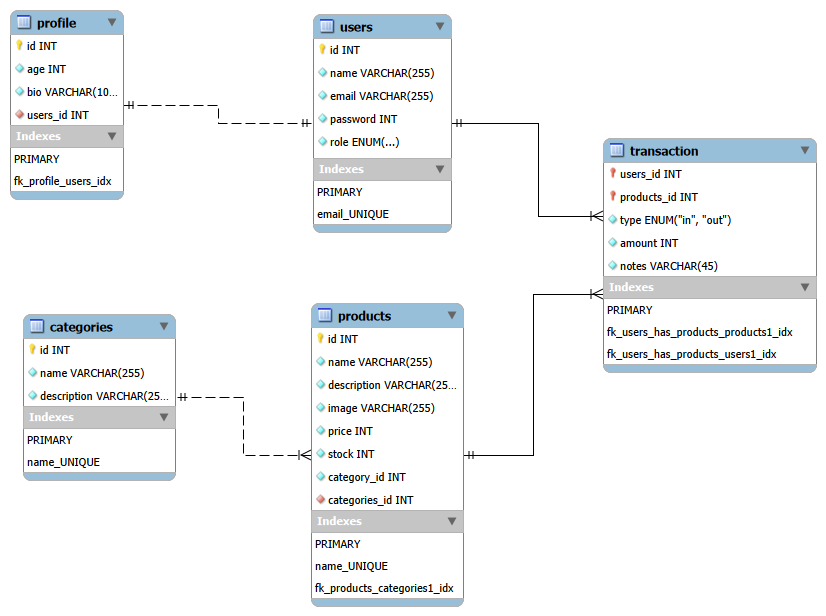 profile
id INT
age INT
bio VARCHAR(10...
users_id INT
Indexes
PRIMARY
fk_profile_users_idx
users
id INT
name VARCHAR(255)
email VARCHAR(255)
password INT
role ENUM(...)
Indexes
PRIMARY
email_UNIQUE
transaction
users_id INT
products_id INT
type ENUM("in", "out")
amount INT
notes VARCHAR(45)
Indexes
PRIMARY
fk_users_has_products_products1_idx
fk_users_has_products_users1_idx
categories
id INT
name VARCHAR(255)
description VARCHAR(25...
Indexes
PRIMARY
name_UNIQUE
products
id INT
name VARCHAR(255)
description VARCHAR(25...
image VARCHAR(255)
price INT
stock INT
category_id INT
categories_id INT
Indexes
PRIMARY
name_UNIQUE
fk_products_categories1_idx